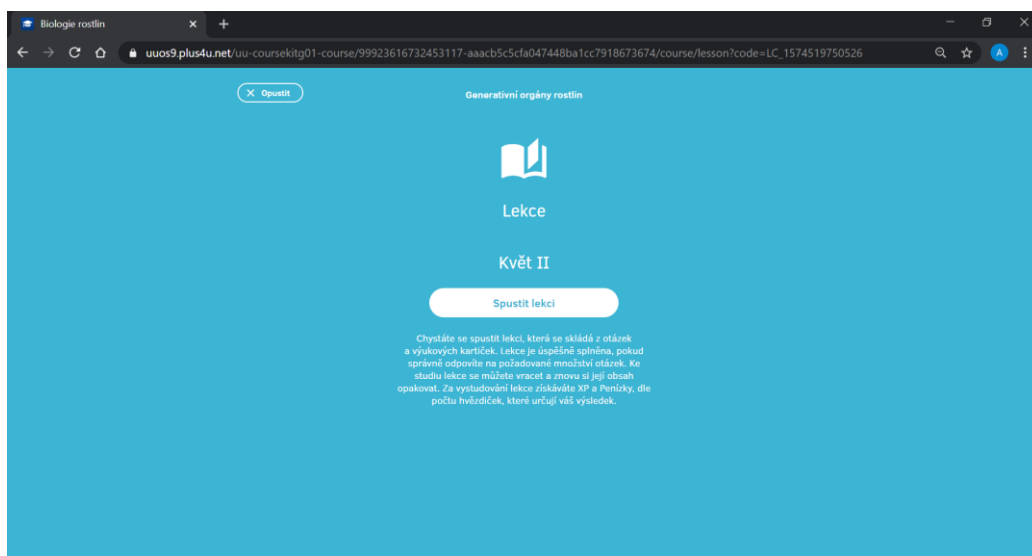 Biologie rostlin
uuos9.plus4u.net/uu-coursekitg01-course/99923616732453117-aaacb5c5cfa047448ba1cc7918673674/course/lesson?code=LC_1574519750526
A
Opustit
Generativní orgány rostlin
Lekce
Květ II
Spustit lekci
Chystáte se spustit lekci, která se skládá z otázek
a výukových kartiček. Lekce je úspěšně splněna, pokud
správně odpovíte na požadované množství otázek. Ke
studiu lekce se můžete vracet a znovu si její obsah
opakovat. Za vystudování lekce získáváte XP a Penízky, dle
počtu hvězdiček, které určují váš výsledek.